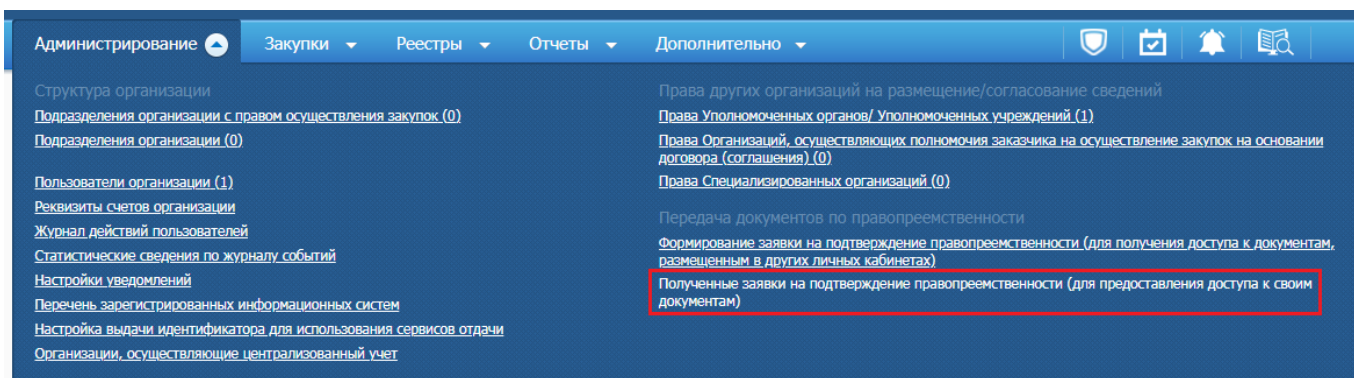 Администрирование Закупки Реестры Отчеты Дополнительно
Структура организации
Подразделения организации с правом осуществления закупок (0)
Подразделения организации (0)
Пользователи организации (1)
Реквизиты счетов организации
Журнал действий пользователей
Статистические сведения по журналу событий
Настройки уведомлений
Перечень зарегистрированных информационных систем
Настройка выдачи идентификатора для использования сервисов отдачи
Организации, осуществляющие централизованный учет
Права других организаций на размещение/согласование сведений
Права Уполномоченных органов/ Уполномоченных учреждений (1)
Права Организаций, осуществляющих полномочия заказчика на осуществление закупок на основании
договора (соглашения) (0)
Права Специализированных организаций (0)
Передача документов по правопреемственности
Формирование заявки на подтверждение правопреемственности (для получения доступа к документам,
размещенным в других личных кабинетах)
Полученные заявки на подтверждение правопреемственности (для предоставления доступа к своим
документам)